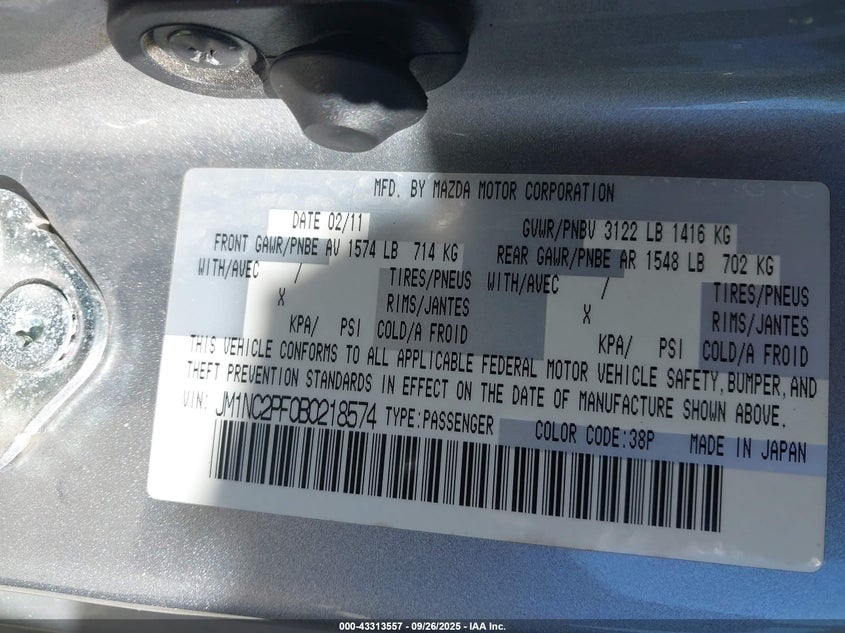 MFD. BY MAZDA MOTOR CORPORATION
DATE 02/11 GVWR/PNBV 3122 LB 1416 KG
FRONT GAWR/PNBE AV 1574 LB 714 KG REAR GAWR/PNBE AR 1548 LB 702 KG
WITH/AVEC / TIRES/PNEUS WITH/AVEC / TIRES/PNEUS
X RIMS/JANTES X RIMS/JANTES
KPA/ PSI COLD/A FROID KPA/ PSI COLD/A FROID
THIS VEHICLE CONFORMS TO ALL APPLICABLE FEDERAL MOTOR VEHICLE SAFETY, BUMPER, AND
THEFT PREVENTION STANDARDS IN EFFECT ON THE DATE OF MANUFACTURE SHOWN ABOVE.
VIN: JM1NC2PF0B0218574 TYPE:PASSENGER COLOR CODE:38P MADE IN JAPAN
000-43313557 09/26/2025 - IAA Inc.